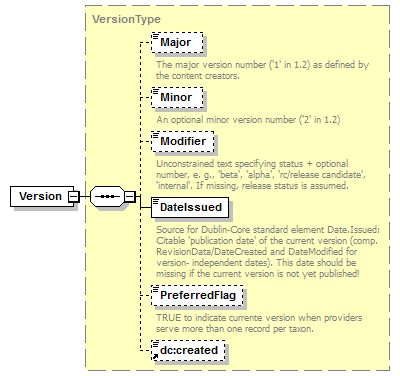 VersionType
Major
The major version number ('1' in 1.2) as defined by
the content creators.
Minor
An optional minor version number ('2' in 1.2)
Modifier
Unconstrained text specifying status + optional
number, e. g., 'beta', 'alpha', 'rc/release candidate',
'internal'. If missing, release status is assumed.
Version
DateIssued
Source for Dublin-Core standard element Date.Issued:
Citable 'publication date' of the current version (comp.
RevisionData/DateCreated and DateModified for
version- independent dates). This date should be
missing if the current version is not yet published!
PreferredFlag
TRUE to indicate currente version when providers
serve more than one record per taxon.
dc:created